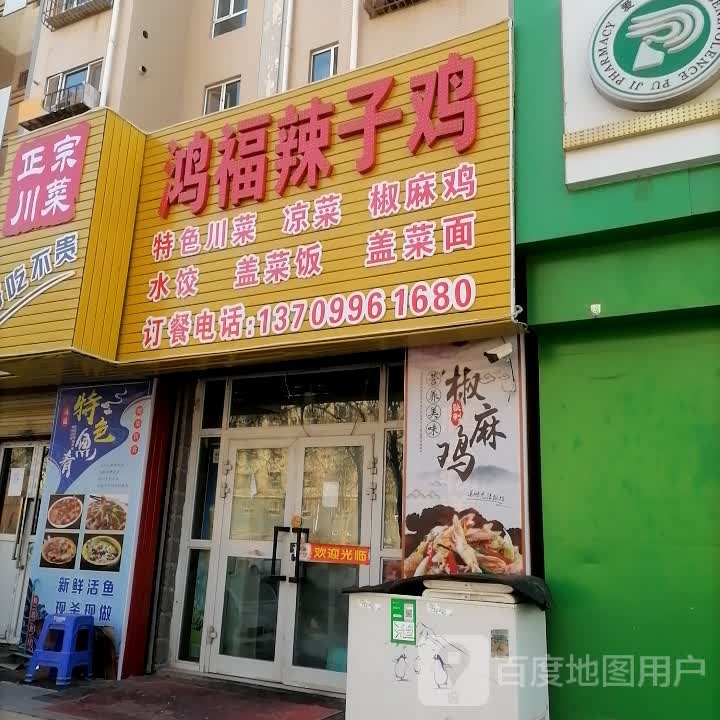 正宗
川菜
吃不贵
鸿福辣子鸡
特色川菜 凉菜 椒麻鸡
水饺 盖菜饭 盖菜面
订餐电话:13709961680
PU JI PHARMACY
特色
新鲜活鱼
现杀现做
营养美味
椒麻鸡
欢迎光临
百度地图用户